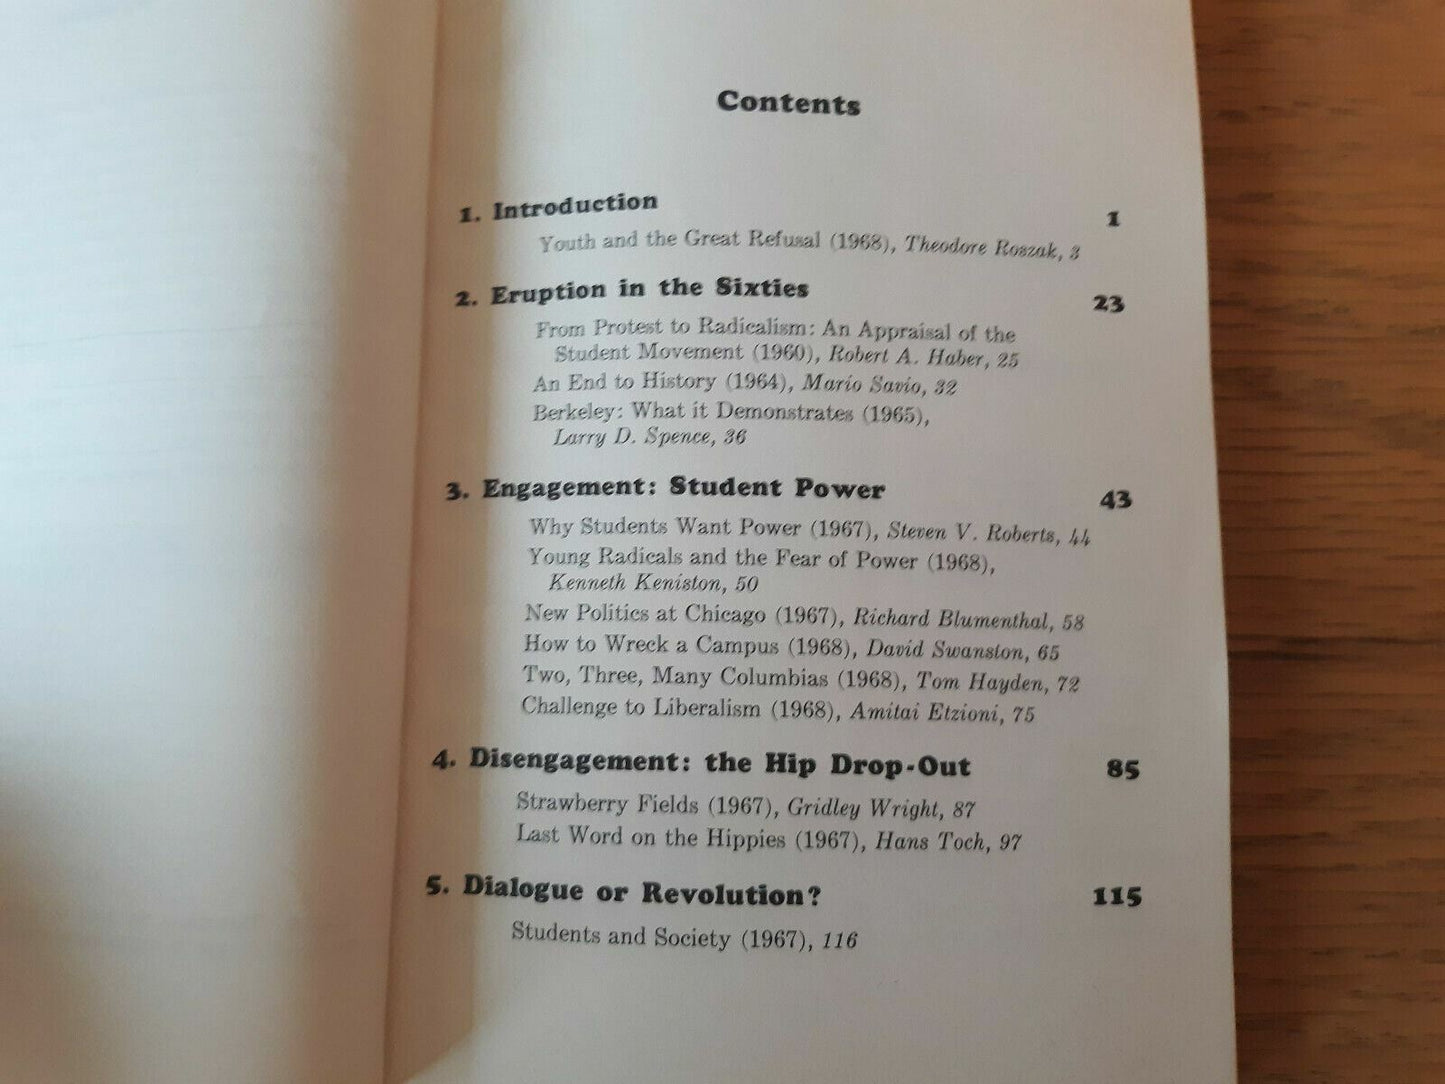 Contents
1. Introduction 1
Youth and the Great Refusal (1968), Theodore Roszak, 3
2. Eruption in the Sixties 23
From Protest to Radicalism: An Appraisal of the
Student Movement (1960), Robert A. Haber, 25
An End to History (1964), Mario Savio, 32
Berkeley: What it Demonstrates (1965),
Larry D. Spence, 36
3. Engagement: Student Power 43
Why Students Want Power (1967), Steven V. Roberts, 44
Young Radicals and the Fear of Power (1968),
Kenneth Keniston, 50
New Politics at Chicago (1967), Richard Blumenthal, 58
How to Wreck a Campus (1968), David Swanston, 65
Two, Three, Many Columbias (1968), Tom Hayden, 72
Challenge to Liberalism (1968), Amitai Etzioni, 75
4. Disengagement: the Hip Drop-Out 85
Strawberry Fields (1967), Gridley Wright, 87
Last Word on the Hippies (1967), Hans Toch, 97
5. Dialogue or Revolution? 115
Students and Society (1967), 116